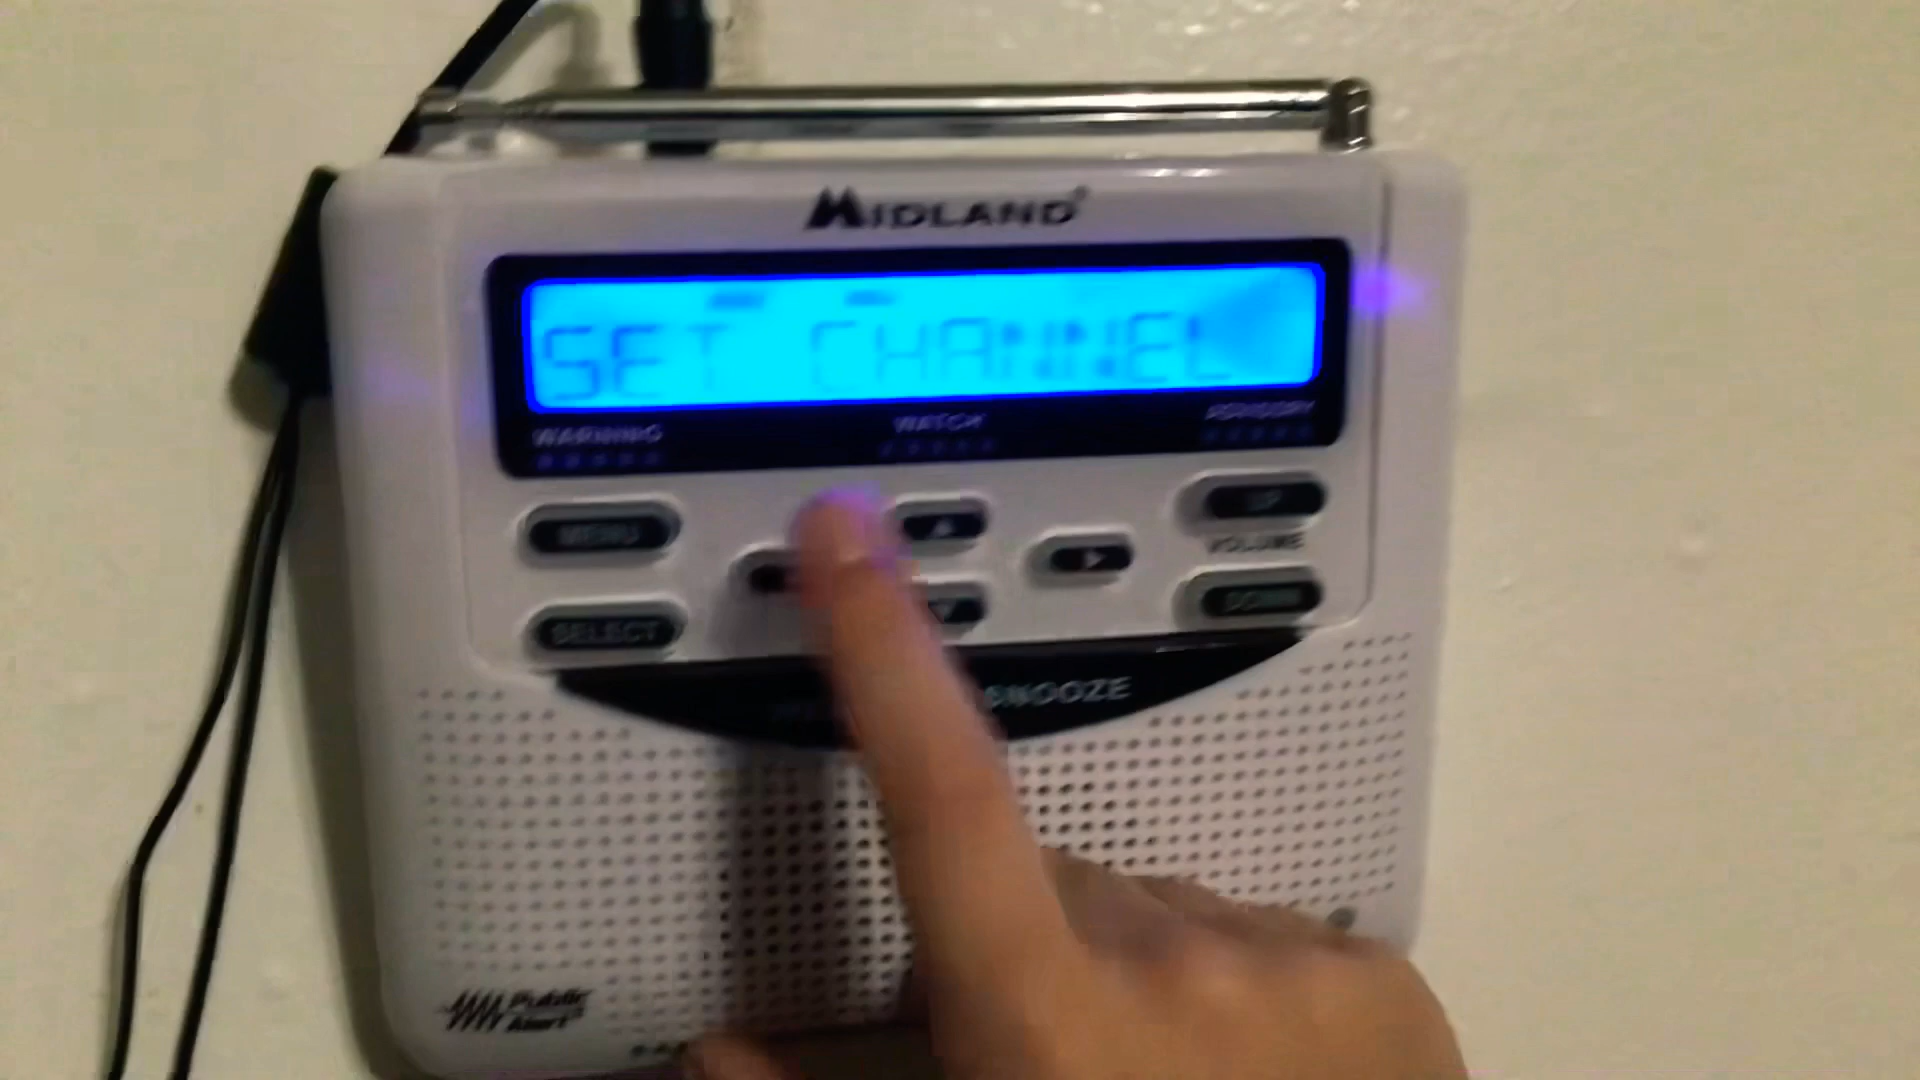 MIDLAND
SET CHANNEL
WARNING WATCH ADVISORY
MENU
UP
VOLUME
SELECT
DOWN
SNOOZE
Public
Alert